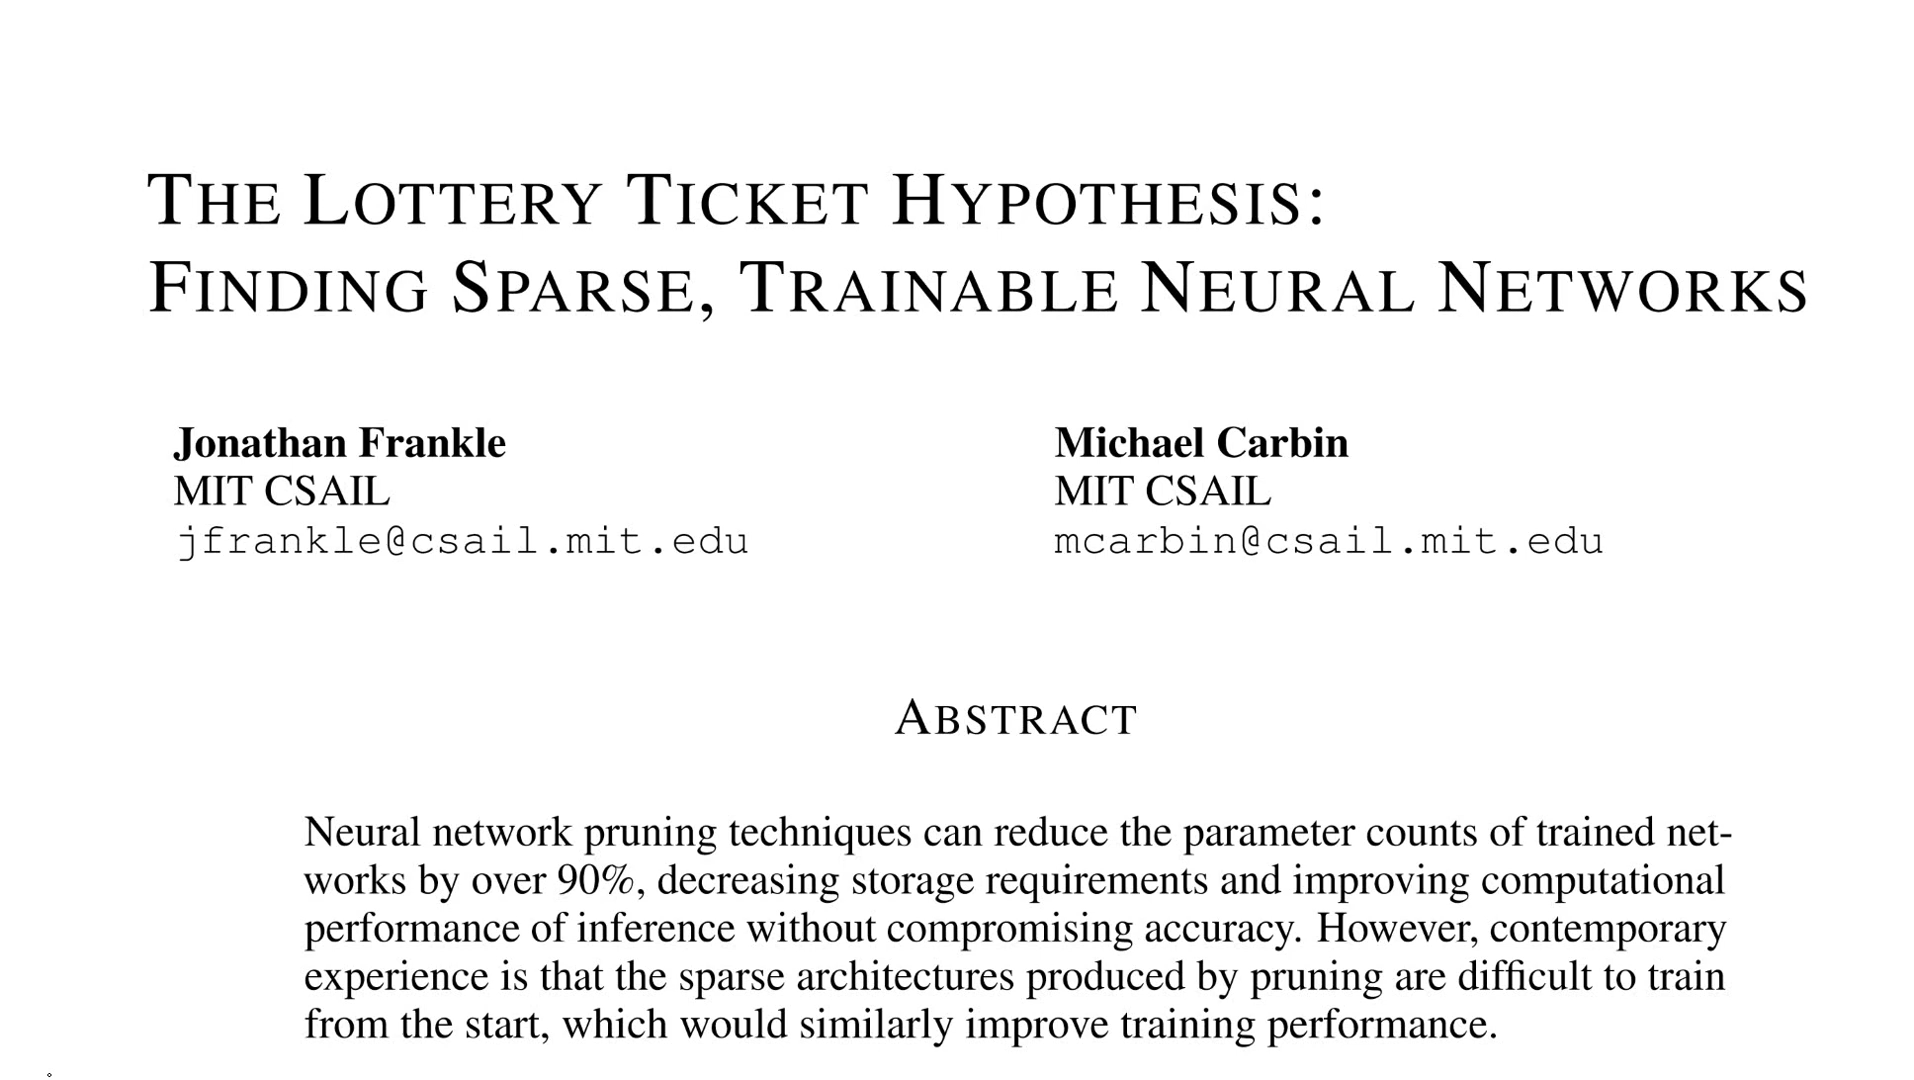 THE LOTTERY TICKET HYPOTHESIS:
FINDING SPARSE, TRAINABLE NEURAL NETWORKS
Jonathan Frankle
MIT CSAIL
jfrankle@csail.mit.edu
Michael Carbin
MIT CSAIL
mcarbin@csail.mit.edu
ABSTRACT
Neural network pruning techniques can reduce the parameter counts of trained net-
works by over 90%, decreasing storage requirements and improving computational
performance of inference without compromising accuracy. However, contemporary
experience is that the sparse architectures produced by pruning are difficult to train
from the start, which would similarly improve training performance.